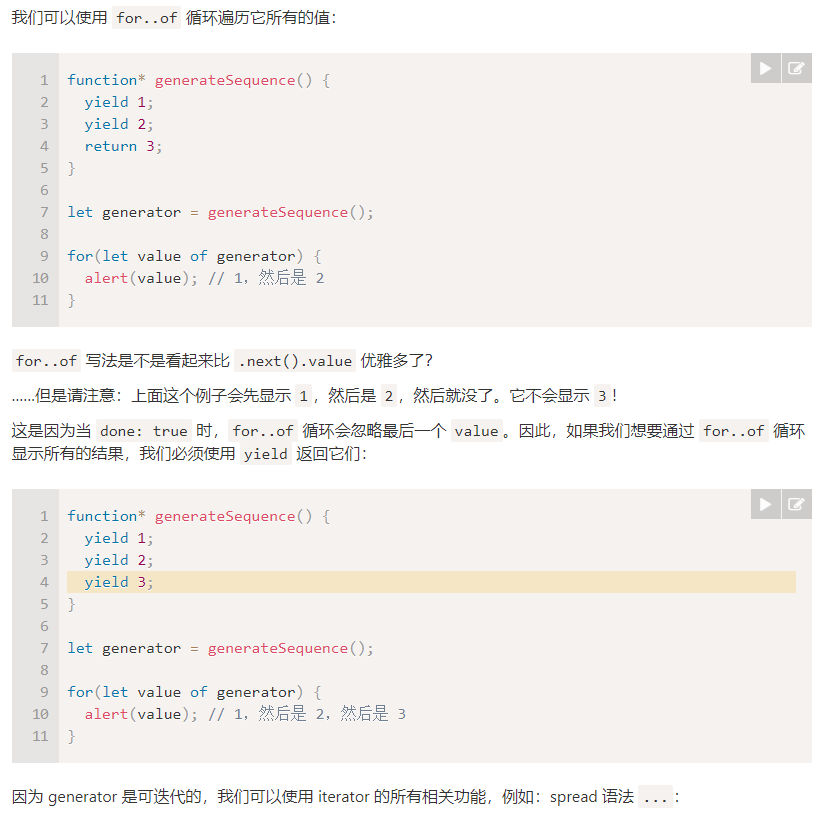 我们可以使用 for..of 循环遍历它所有的值：
1 function* generateSequence() {
2   yield 1;
3   yield 2;
4   return 3;
5 }
6
7 let generator = generateSequence();
8
9 for(let value of generator) {
10   alert(value); // 1，然后是 2
11 }
for..of 写法是不是看起来比 .next().value 优雅多了？
……但是请注意：上面这个例子会先显示 1，然后是 2，然后就没了。它不会显示 3！
这是因为当 done: true 时，for..of 循环会忽略最后一个 value。因此，如果我们想要通过 for..of 循环
显示所有的结果，我们必须使用 yield 返回它们：
1 function* generateSequence() {
2   yield 1;
3   yield 2;
4   yield 3;
5 }
6
7 let generator = generateSequence();
8
9 for(let value of generator) {
10   alert(value); // 1，然后是 2，然后是 3
11 }
因为 generator 是可迭代的，我们可以使用 iterator 的所有相关功能，例如：spread 语法 ...：